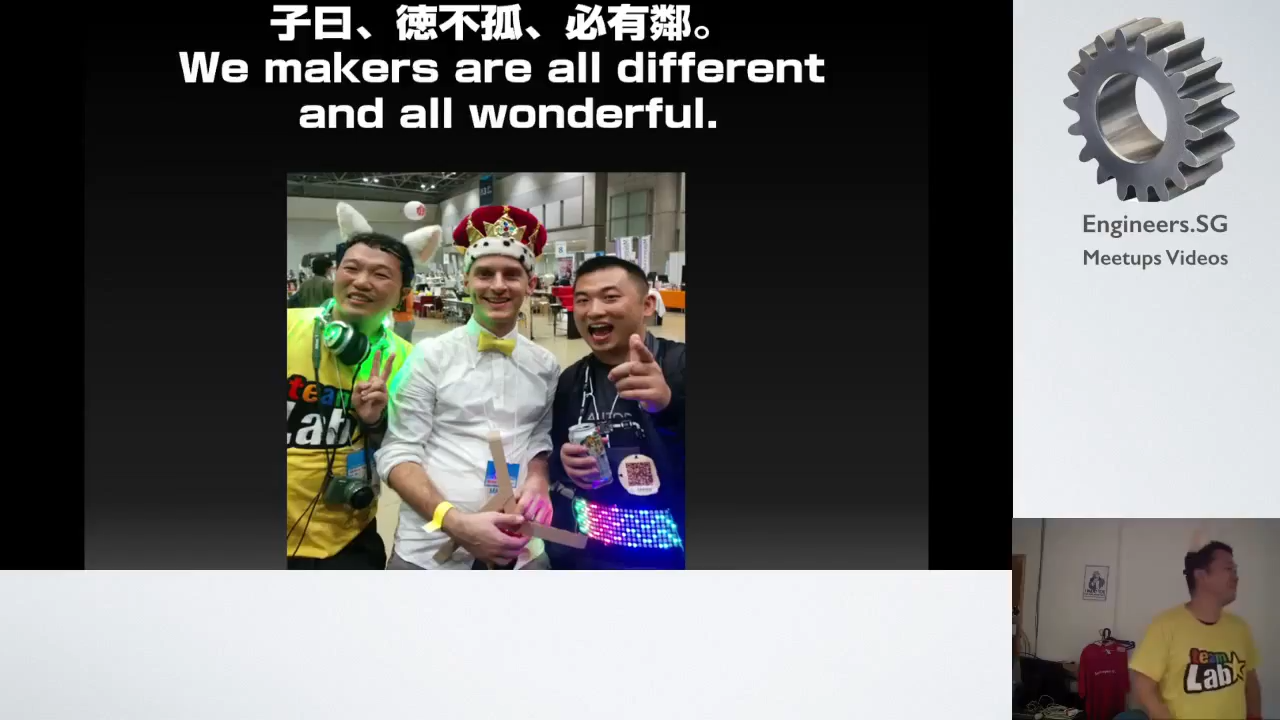 子曰、徳不孤、必有鄰。
We makers are all different
and all wonderful.
Engineers.SG
Meetups Videos
team
Lab
AUTOD
team
Lab